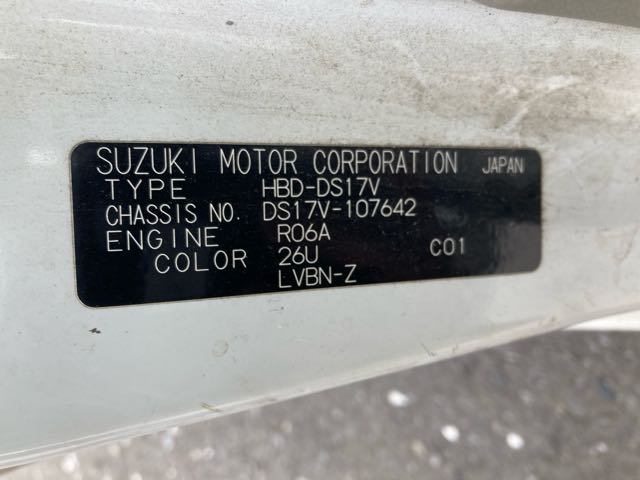 SUZUKI MOTOR CORPORATION JAPAN
TYPE HBD-DS17V
CHASSIS NO. DS17V-107642
ENGINE R06A
COLOR 26U C01
LVBN-Z